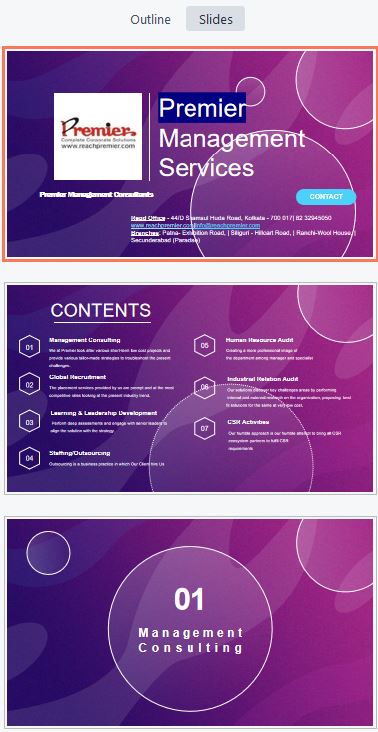 Outline Slides
Premier
Management
Services
Premier.
Complete Corporate Solutions
www.reachpremier.com
Premier Management Consultants
CONTACT
Head Office - 44/D Shamsul Huda Road, Kolkata - 700 017| 82 32945050
www.reachpremier.com|info@reachpremier.com
Branches: Patna- Exhibition Road, | Siliguri - Hillcart Road, | Ranchi-Wool House, |
Secunderabad (Paradise)
CONTENTS
01
Management Consulting
We at Premier look after various short-term low cost projects and
provide various tailor-made strategies to troubleshoot the present
challenges.
02
Global Recruitment
The placement services provided by us are prompt and at the most
competitive rates looking at the present industry trend.
03
Learning & Leadership Development
Perform deep assessments and engage with senior leaders to
align the solution with the strategy.
04
Staffing/Outsourcing
Outsourcing is a business practice in which Our Client hire Us
05
Human Resource Audit
Creating a more professional image of
the department among manager and specialist
06
Industrial Relation Audit
Our solutions discover key challenges areas by performing
internal and external research on the organisation, proposing best
fit solutions for the same at very low cost.
07
CSR Activities
Our humble approach is our humble attempt to bring all CSR
ecosystem partners to fulfil CSR
requirements
01
Management
Consulting